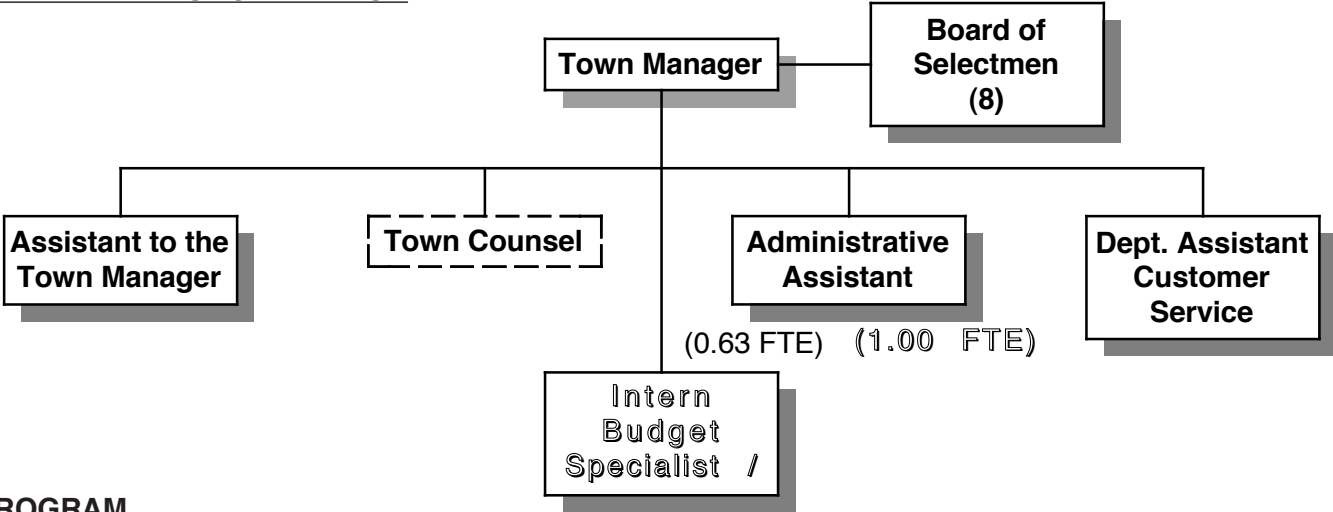 Board of
Selectmen
(8)
Town Manager
Assistant to the
Town Manager
Town Counsel
Administrative
Assistant
Dept. Assistant
Customer
Service
(0.63 FTE) (1.00 FTE)
Intern
Budget
Specialist /